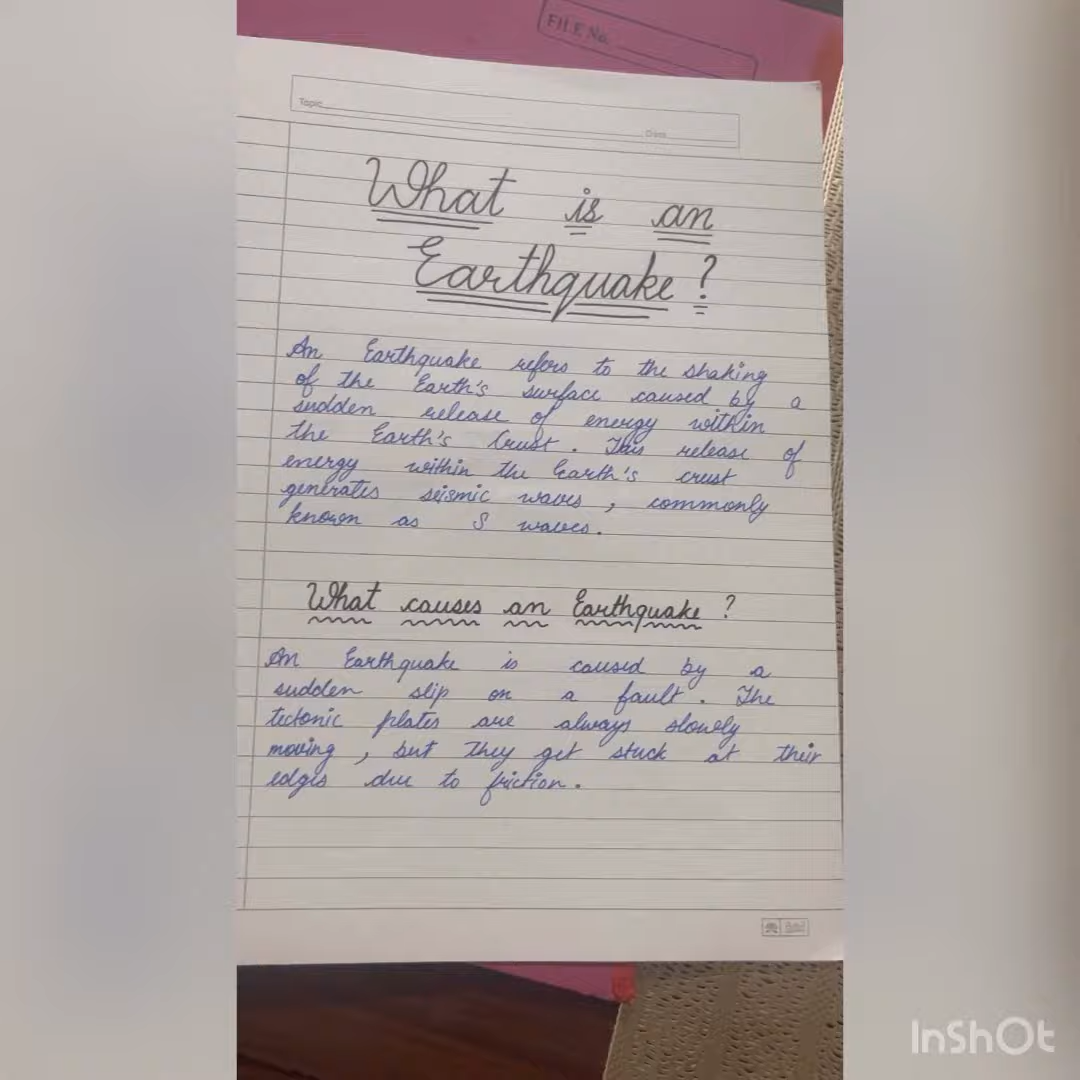 FILE No.
Topic
Date
What is an
Earthquake ?
An Earthquake refers to the shaking
of the Earth's surface caused by a
sudden release of energy within
the Earth's Crust. This release of
energy within the Earth's crust
generates seismic waves, commonly
known as S waves.
What causes an Earthquake ?
An Earthquake is caused by a
sudden slip on a fault. The
tectonic plates are always slowly
moving, but they get stuck at their
edges due to friction.
InShOt